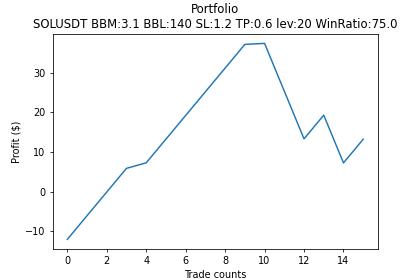 Portfolio
SOLUSDT BBM:3.1 BBL:140 SL:1.2 TP:0.6 lev:20 WinRatio:75.0
30
20
10
0
−10
Profit ($)
0 2 4 6 8 10 12 14
Trade counts